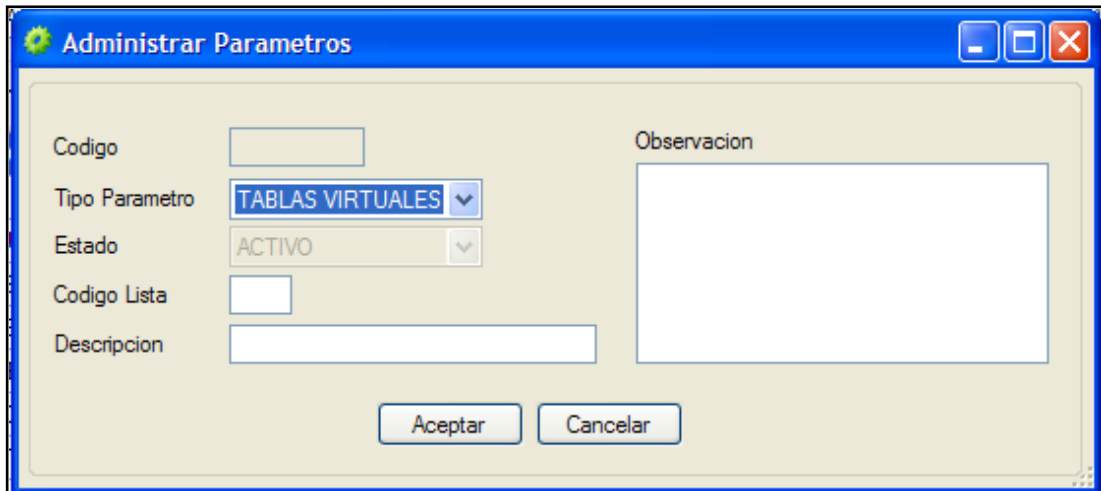 Administrar Parametros
Codigo
Observacion
Tipo Parametro TABLAS VIRTUALES
Estado ACTIVO
Codigo Lista
Descripcion
Aceptar Cancelar